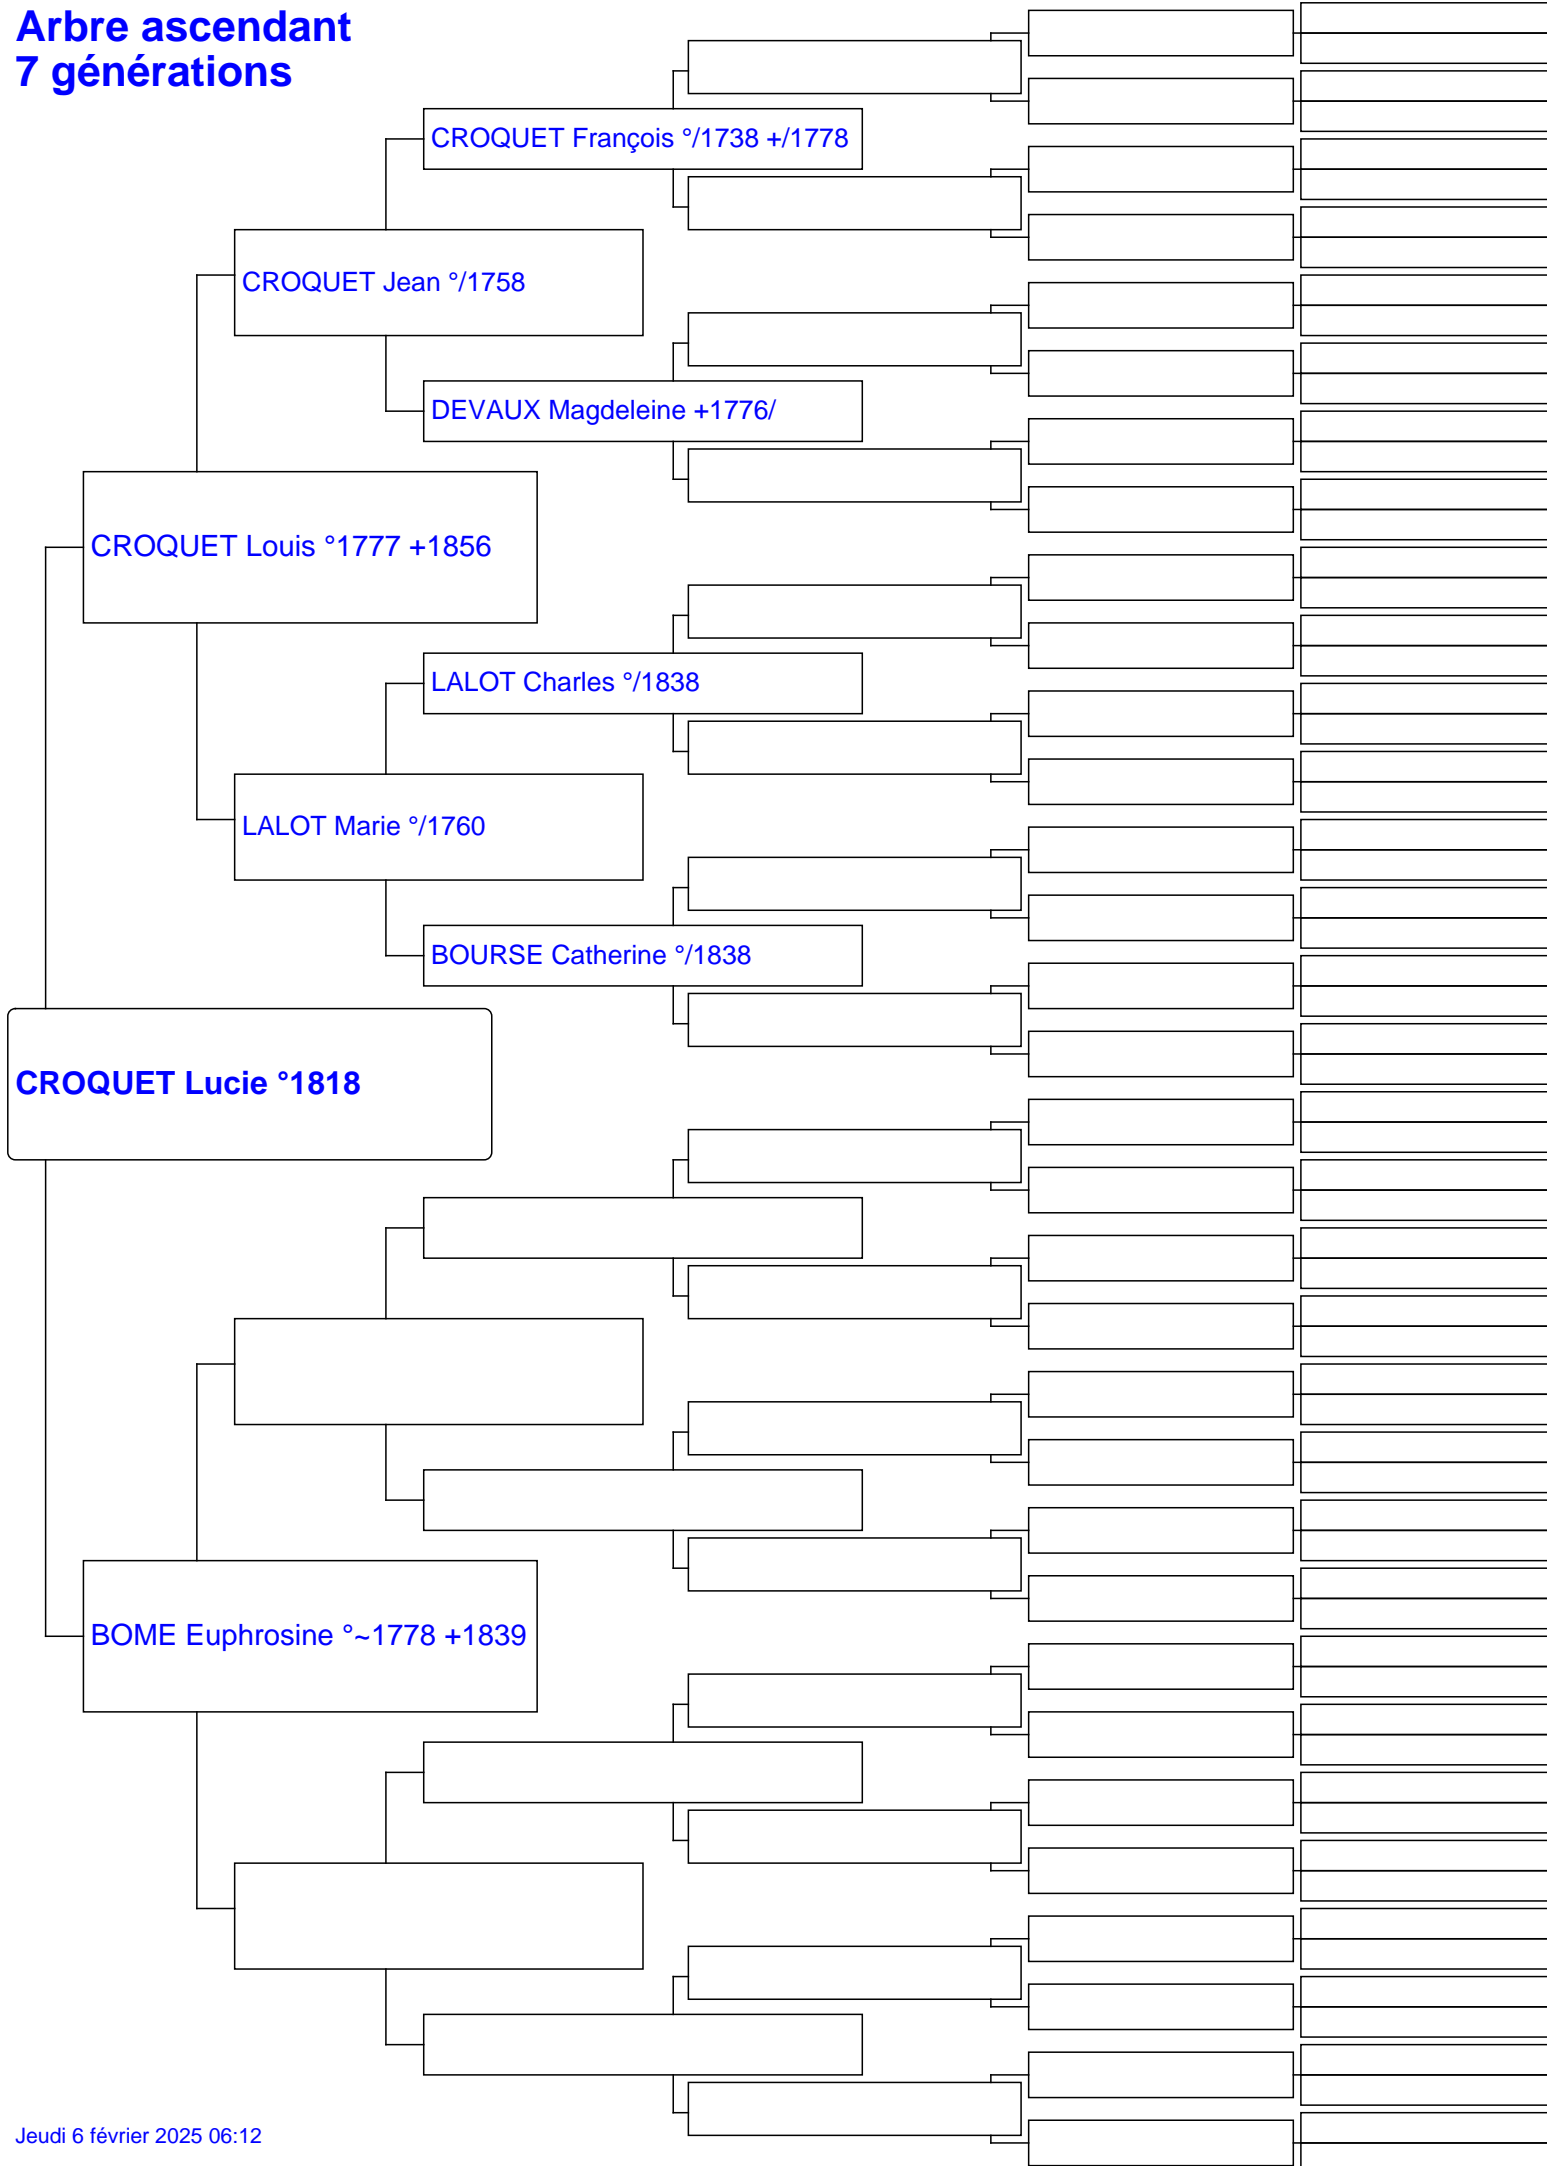 Arbre ascendant
7 générations
CROQUET François °/1738 +/1778
CROQUET Jean °/1758
DEVAUX Magdeleine +1776/
CROQUET Louis °1777 +1856
LALOT Charles °/1838
LALOT Marie °/1760
BOURSE Catherine °/1838
CROQUET Lucie °1818
BOME Euphrosine °~1778 +1839
Jeudi 6 février 2025 06:12